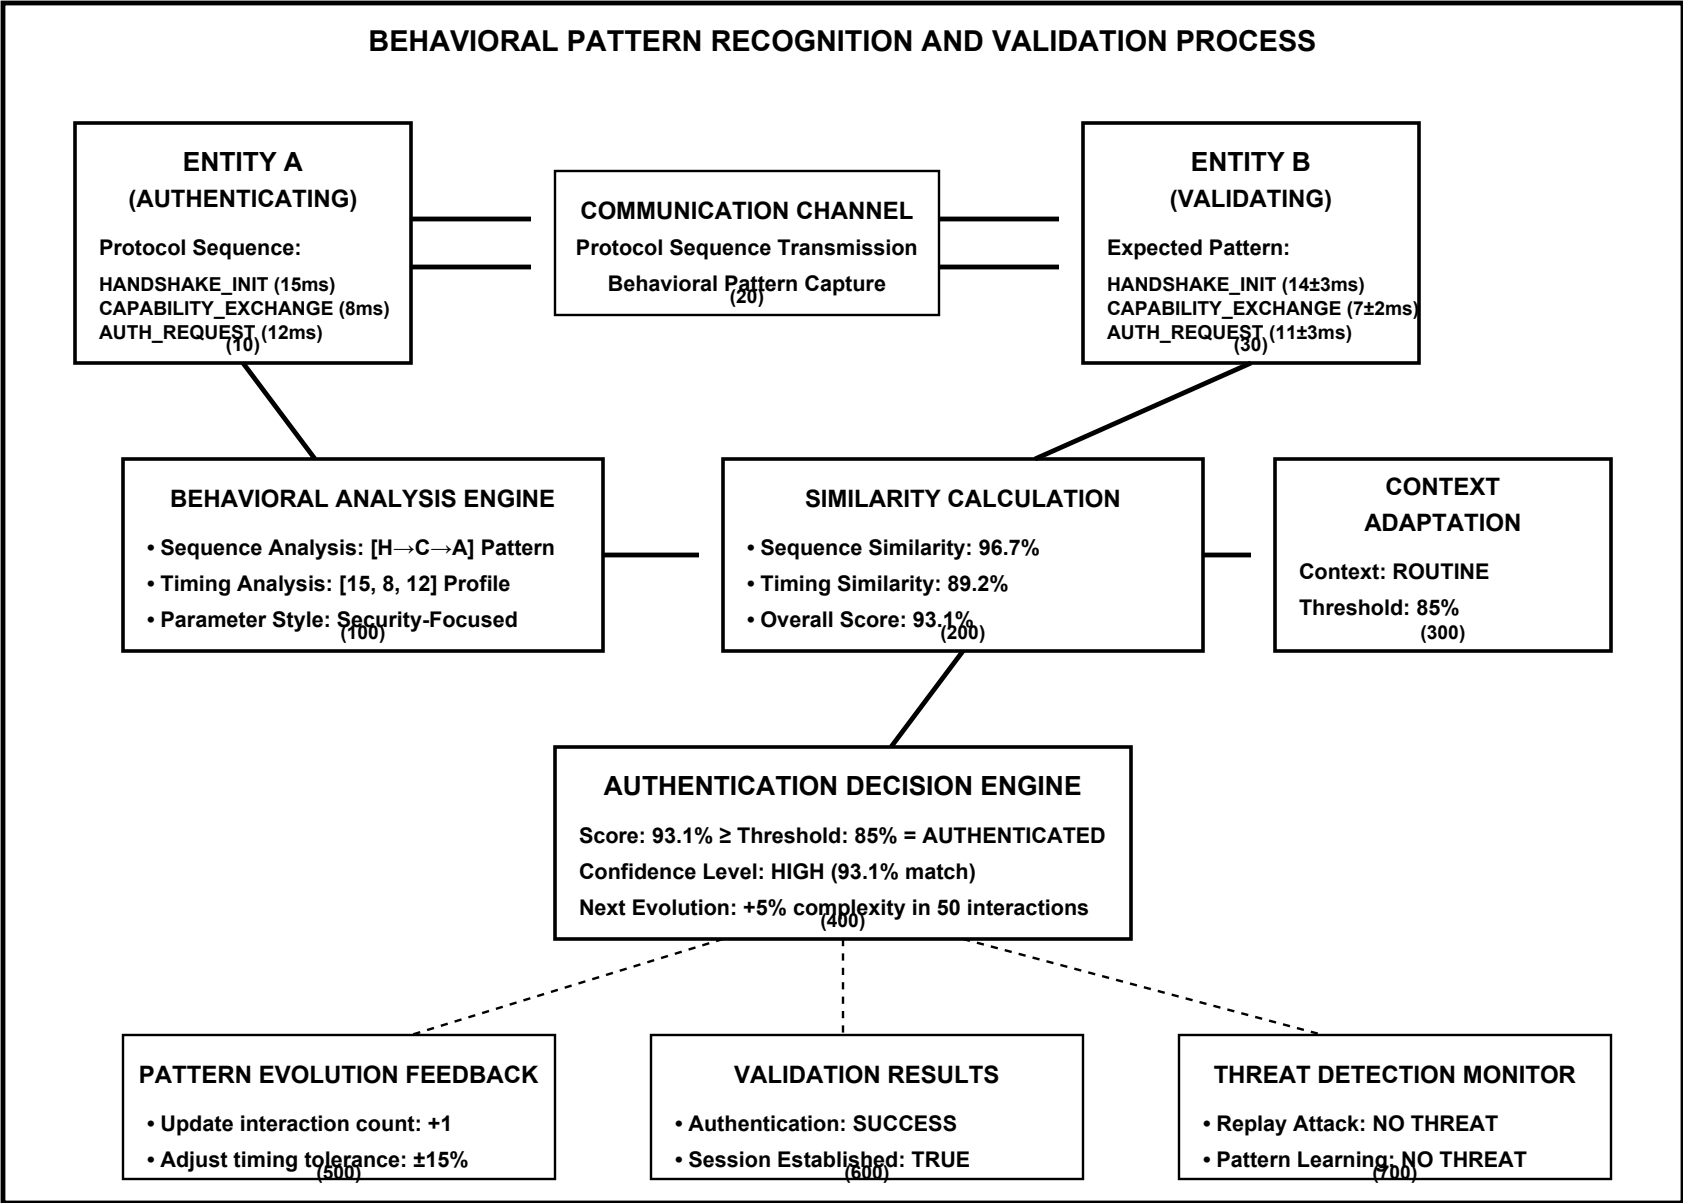 BEHAVIORAL PATTERN RECOGNITION AND VALIDATION PROCESS
ENTITY A
(AUTHENTICATING)
Protocol Sequence:
HANDSHAKE_INIT (15ms)
CAPABILITY_EXCHANGE (8ms)
AUTH_REQUEST (12ms)
(10)
COMMUNICATION CHANNEL
Protocol Sequence Transmission
Behavioral Pattern Capture
(20)
ENTITY B
(VALIDATING)
Expected Pattern:
HANDSHAKE_INIT (14±3ms)
CAPABILITY_EXCHANGE (7±2ms)
AUTH_REQUEST (11±3ms)
(30)
BEHAVIORAL ANALYSIS ENGINE
• Sequence Analysis: [H→C→A] Pattern
• Timing Analysis: [15, 8, 12] Profile
• Parameter Style: Security-Focused
(100)
SIMILARITY CALCULATION
• Sequence Similarity: 96.7%
• Timing Similarity: 89.2%
• Overall Score: 93.1%
(200)
CONTEXT
ADAPTATION
Context: ROUTINE
Threshold: 85%
(300)
AUTHENTICATION DECISION ENGINE
Score: 93.1% ≥ Threshold: 85% = AUTHENTICATED
Confidence Level: HIGH (93.1% match)
Next Evolution: +5% complexity in 50 interactions
(400)
PATTERN EVOLUTION FEEDBACK
• Update interaction count: +1
• Adjust timing tolerance: ±15%
(500)
VALIDATION RESULTS
• Authentication: SUCCESS
• Session Established: TRUE
(600)
THREAT DETECTION MONITOR
• Replay Attack: NO THREAT
• Pattern Learning: NO THREAT
(700)